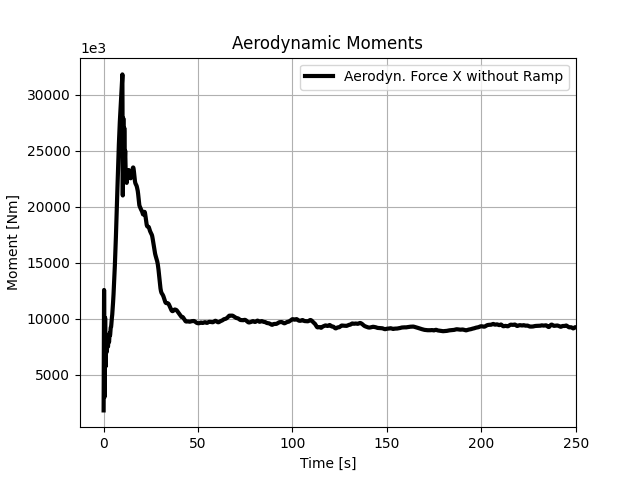 Aerodynamic Moments
1e3
Aerodyn. Force X without Ramp
30000
25000
20000
15000
10000
5000
Moment [Nm]
0 50 100 150 200 250
Time [s]